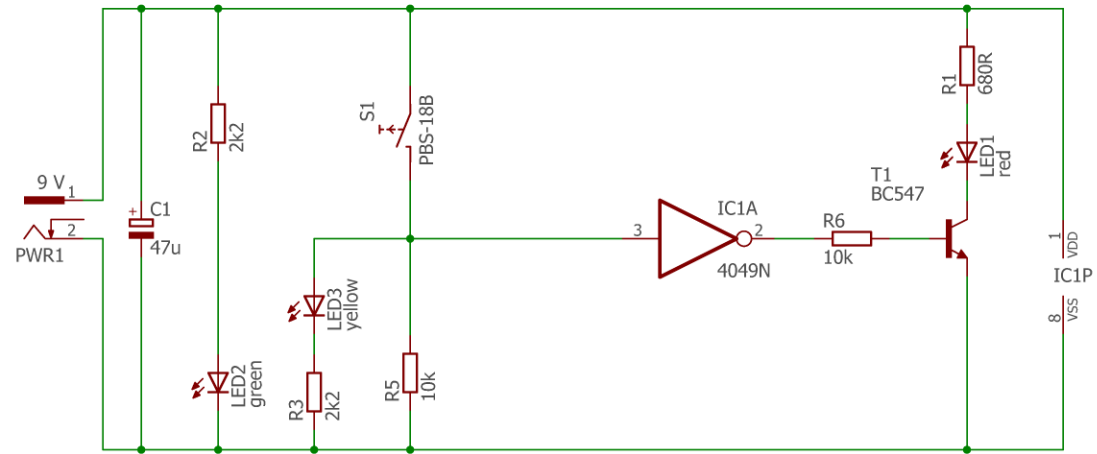 9 V
1
2
PWR1
+
C1
47u
R2
2k2
LED2
green
S1
PBS-18B
LED3
yellow
R3
2k2
R5
10k
3
IC1A
2
4049N
R6
10k
T1
BC547
R1
680R
LED1
red
1
VDD
IC1P
8
VSS